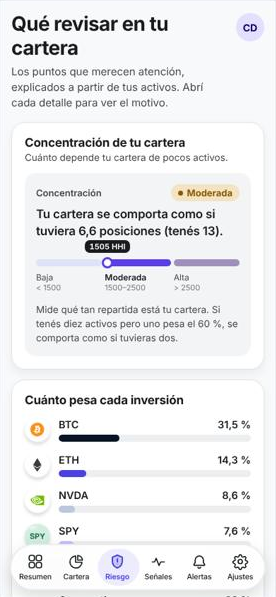 Qué revisar en tu
cartera
CD
Los puntos que merecen atención,
explicados a partir de tus activos. Abrí
cada detalle para ver el motivo.
Concentración de tu cartera
Cuánto depende tu cartera de pocos activos.
Concentración
Moderada
Tu cartera se comporta como si
tuviera 6,6 posiciones (tenés 13).
1505 HHI
Baja
Moderada
Alta
< 1500
1500–2500
> 2500
Mide qué tan repartida está tu cartera. Si
tenés diez activos pero uno pesa el 60 %, se
comporta como si tuvieras dos.
Cuánto pesa cada inversión
BTC
31,5 %
ETH
14,3 %
NVDA
8,6 %
SPY
SPY
7,6 %
Resumen
Cartera
Riesgo
Señales
Alertas
Ajustes